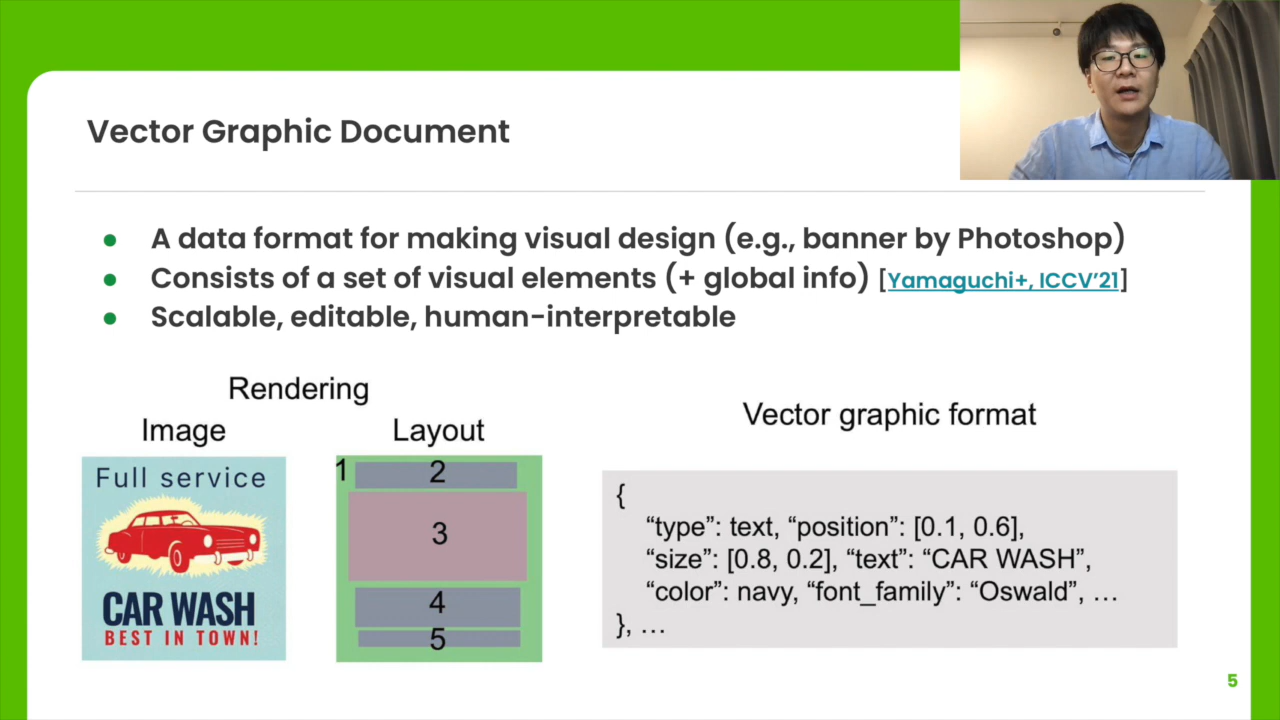 Vector Graphic Document
● A data format for making visual design (e.g., banner by Photoshop)
● Consists of a set of visual elements (+ global info) [Yamaguchi+, ICCV’21]
● Scalable, editable, human-interpretable
Rendering
Image
Layout
Full service
CAR WASH
BEST IN TOWN!
1
2
3
4
5
Vector graphic format
{
“type”: text, “position”: [0.1, 0.6],
“size”: [0.8, 0.2], “text”: “CAR WASH”,
“color”: navy, “font_family”: “Oswald”, …
}, …
5